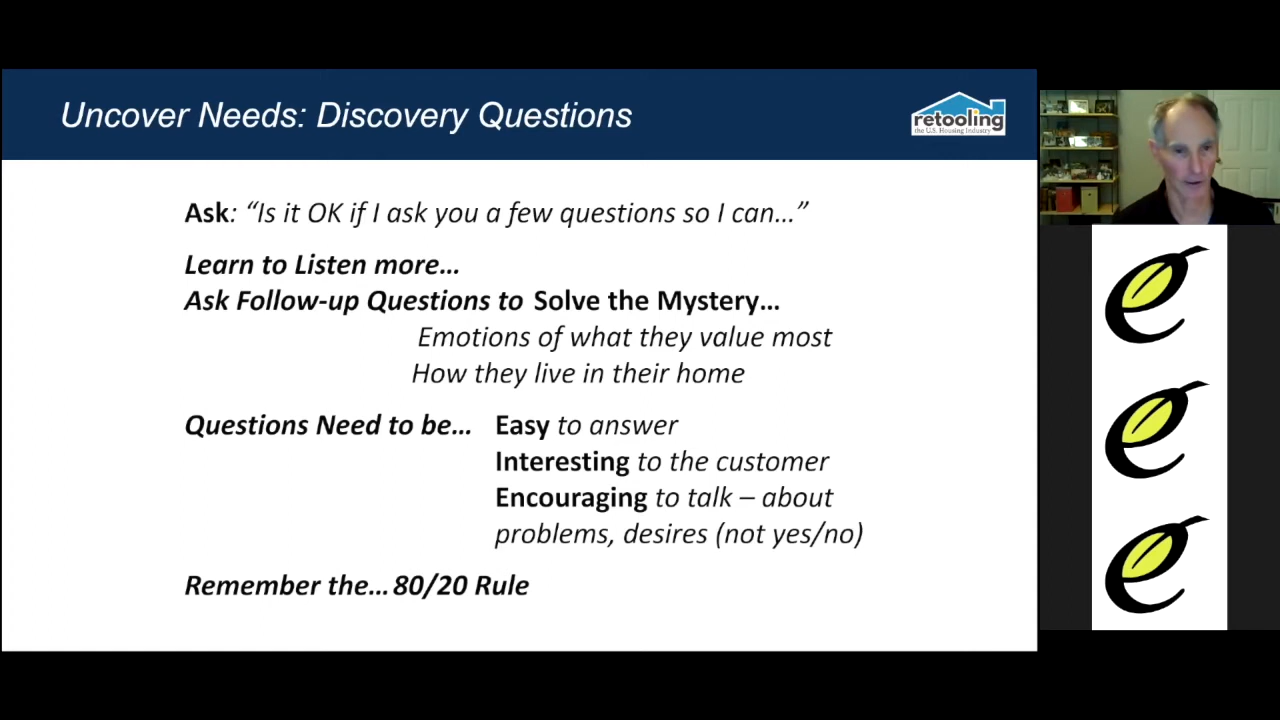 Uncover Needs: Discovery Questions
retooling
the U.S. Housing Industry
Ask: “Is it OK if I ask you a few questions so I can…”
Learn to Listen more…
Ask Follow-up Questions to Solve the Mystery…
Emotions of what they value most
How they live in their home
Questions Need to be… Easy to answer
Interesting to the customer
Encouraging to talk – about
problems, desires (not yes/no)
Remember the… 80/20 Rule